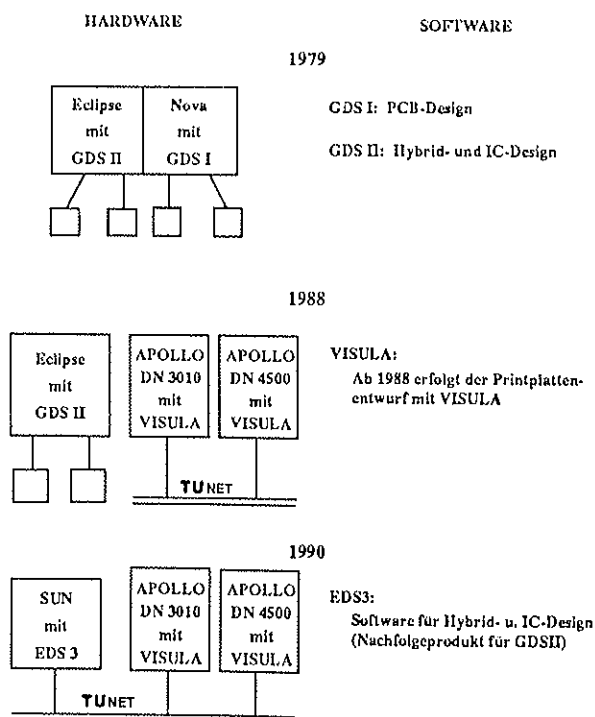 HARDWARE
SOFTWARE
1979
Eclipse
mit
GDS II
Nova
mit
GDS I
GDS I: PCB-Design
GDS II: Hybrid- und IC-Design
1988
Eclipse
mit
GDS II
APOLLO
DN 3010
mit
VISULA
APOLLO
DN 4500
mit
VISULA
TUNET
VISULA:
Ab 1988 erfolgt der Printplatten-
entwurf mit VISULA
1990
SUN
mit
EDS 3
APOLLO
DN 3010
mit
VISULA
APOLLO
DN 4500
mit
VISULA
TUNET
EDS3:
Software für Hybrid- u. IC-Design
(Nachfolgeprodukt für GDSII)